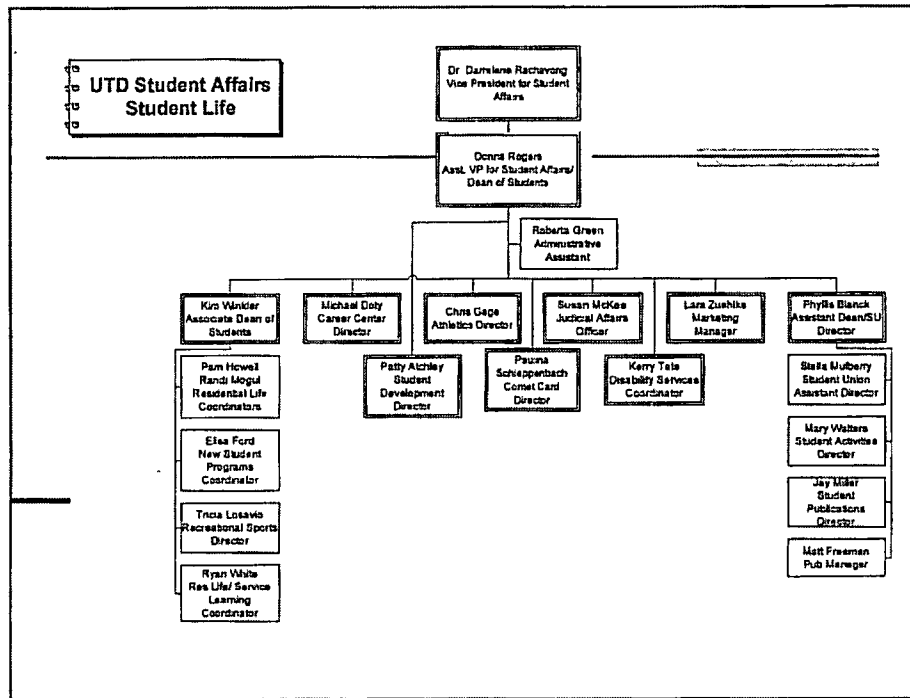 UTD Student Affairs
Student Life
Dr. Darrelene Rachavong
Vice President for Student
Affairs
Donna Rogers
Asst. VP for Student Affairs/
Dean of Students
Roberta Green
Administrative
Assistant
Kim Winkler
Associate Dean of
Students
Michael Doty
Career Center
Director
Chris Gage
Athletics Director
Susan McKee
Judicial Affairs
Officer
Lara Zuehlke
Marketing
Manager
Phyllis Blanck
Assistant Dean/SU
Director
Patty Atchley
Student
Development
Director
Paulina
Schieppenbach
Comet Card
Director
Kerry Tate
Disability Services
Coordinator
Pam Howell
Randi Mogul
Residential Life
Coordinators
Elisa Ford
New Student
Programs
Coordinator
Tricia Losavio
Recreational Sports
Director
Ryan White
Res Life/ Service
Learning
Coordinator
Stella Mulberry
Student Union
Assistant Director
Mary Walters
Student Activities
Director
Jay Miller
Student
Publications
Director
Matt Freeman
Pub Manager